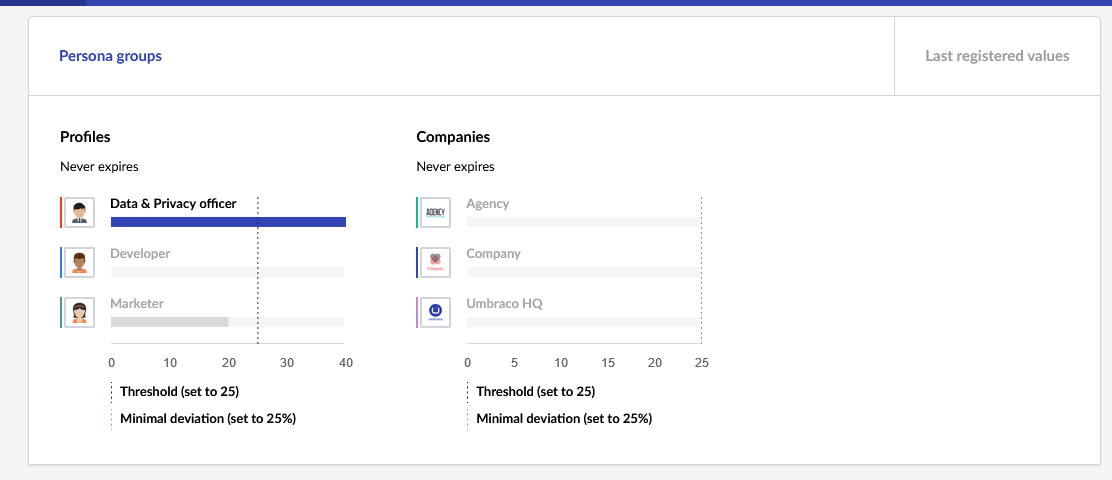 Persona groups
Last registered values
Profiles
Never expires
Data & Privacy officer
Developer
Marketer
0 10 20 30 40
Threshold (set to 25)
Minimal deviation (set to 25%)
Companies
Never expires
AGENCY
Agency
Company
Company
Umbraco HQ
0 5 10 15 20 25
Threshold (set to 25)
Minimal deviation (set to 25%)